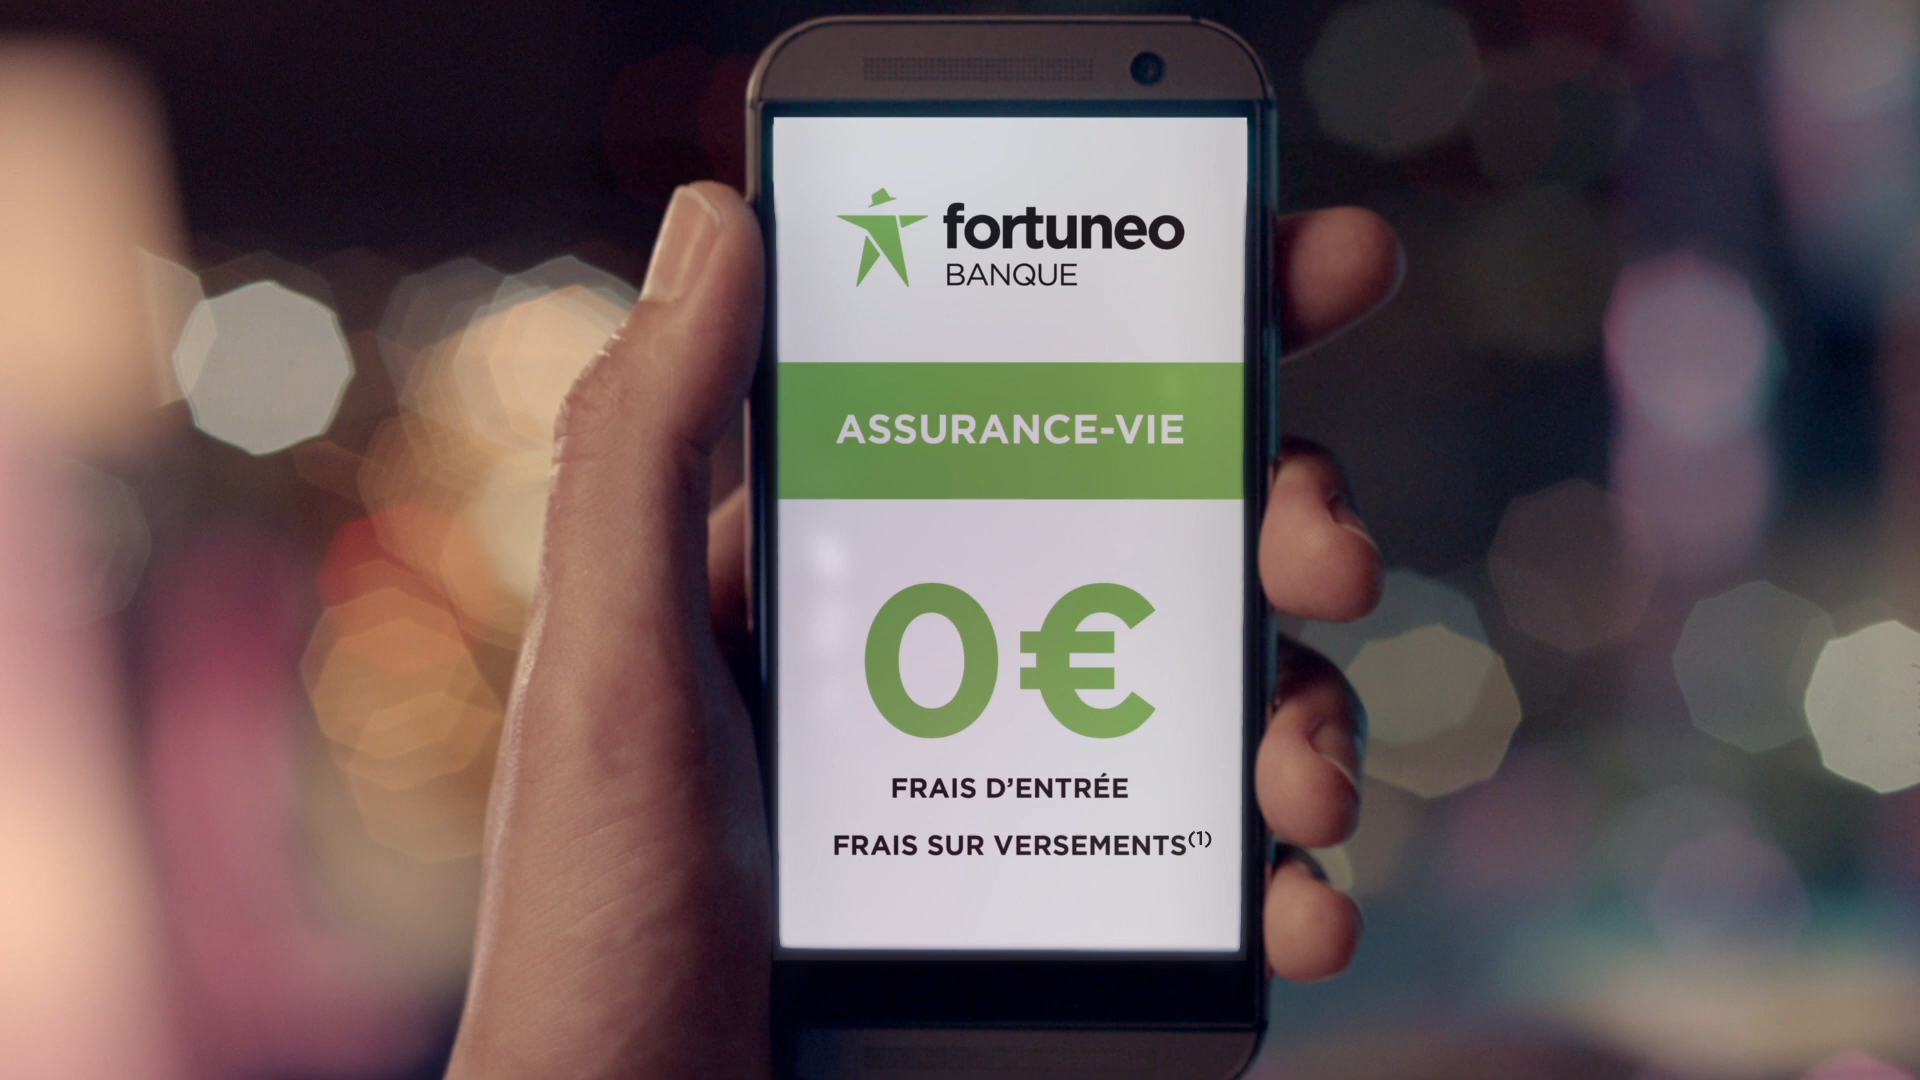 fortuneo
BANQUE
ASSURANCE-VIE
0€
FRAIS D’ENTRÉE
FRAIS SUR VERSEMENTS(1)